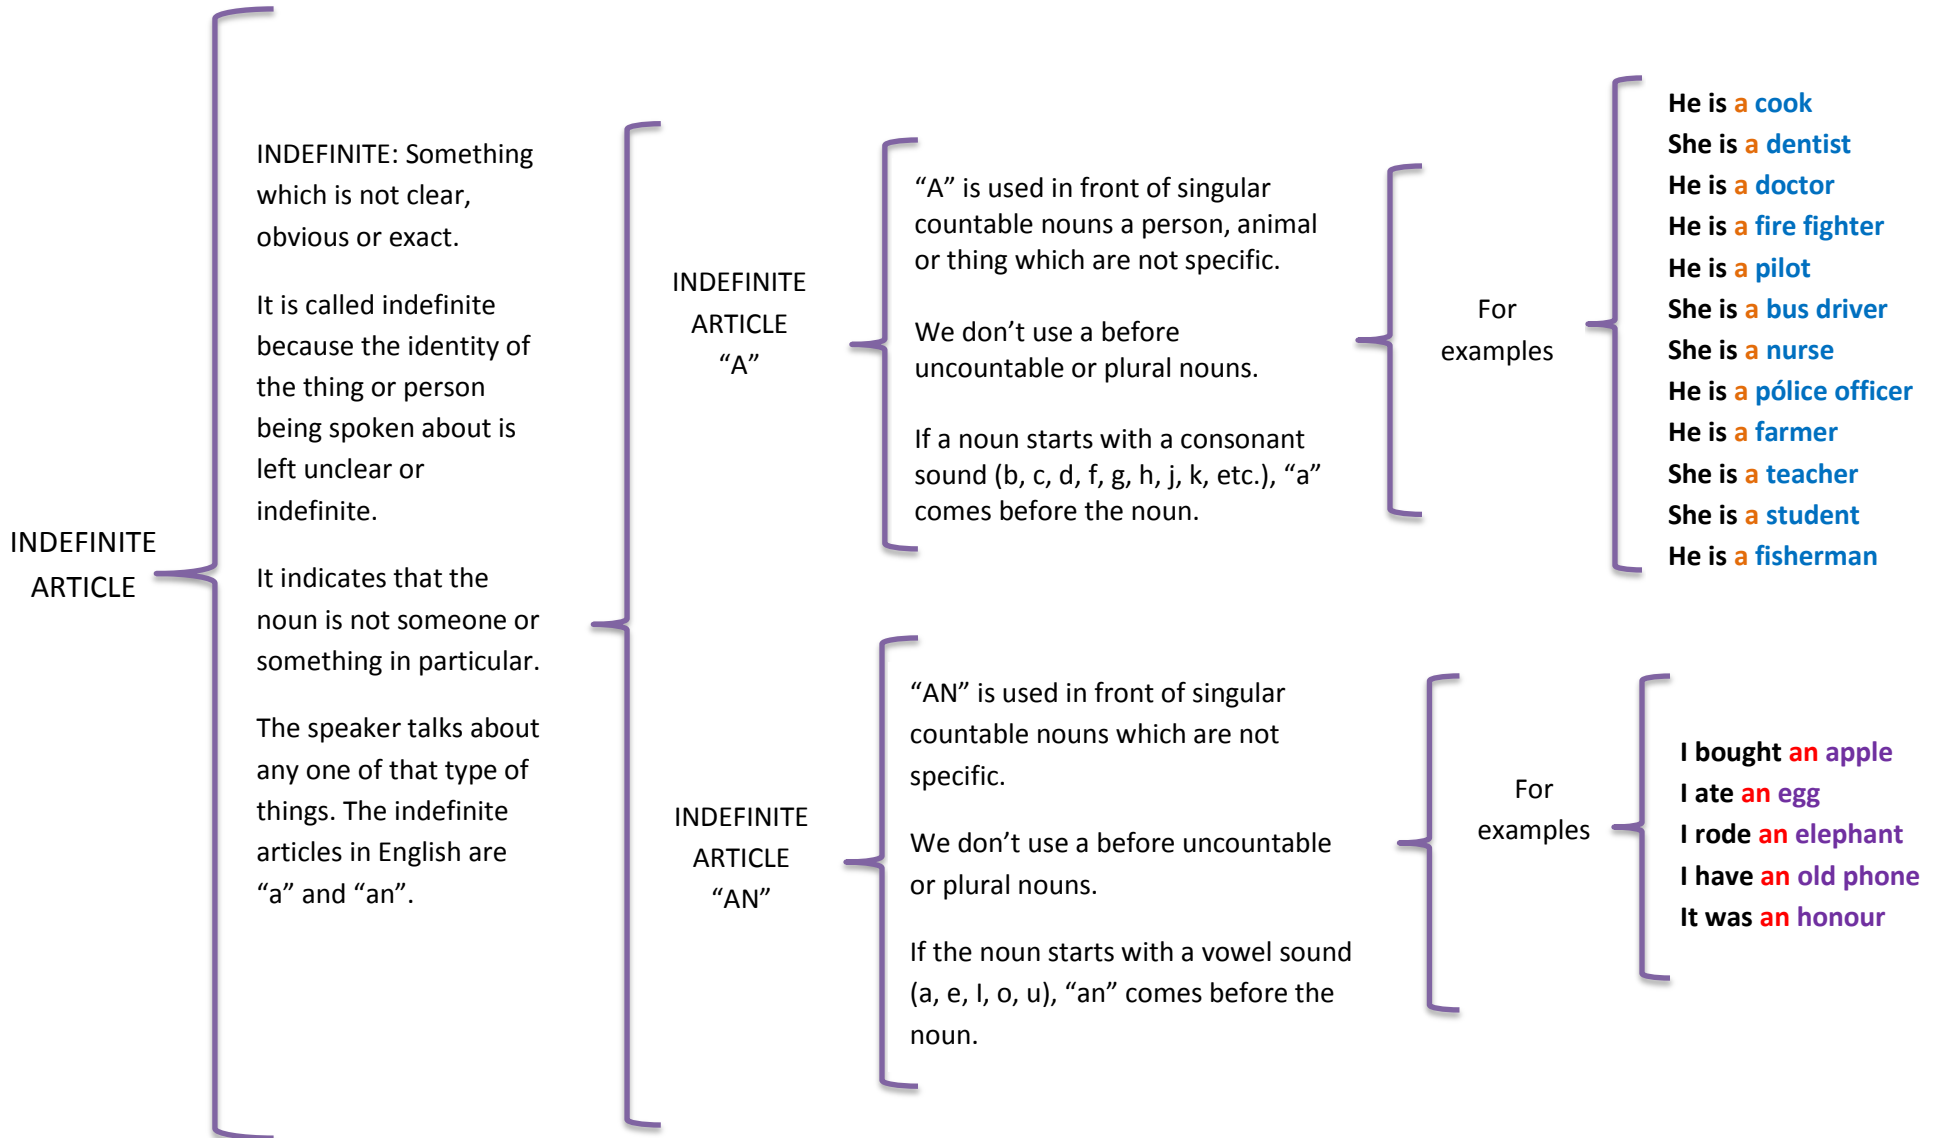 INDEFINITE
ARTICLE
INDEFINITE: Something
which is not clear,
obvious or exact.
It is called indefinite
because the identity of
the thing or person
being spoken about is
left unclear or
indefinite.
It indicates that the
noun is not someone or
something in particular.
The speaker talks about
any one of that type of
things. The indefinite
articles in English are
“a” and “an”.
INDEFINITE
ARTICLE
“A”
“A” is used in front of singular
countable nouns a person, animal
or thing which are not specific.
We don’t use a before
uncountable or plural nouns.
If a noun starts with a consonant
sound (b, c, d, f, g, h, j, k, etc.), “a”
comes before the noun.
For
examples
He is a cook
She is a dentist
He is a doctor
He is a fire fighter
He is a pilot
She is a bus driver
She is a nurse
He is a pólice officer
He is a farmer
She is a teacher
She is a student
He is a fisherman
INDEFINITE
ARTICLE
“AN”
“AN” is used in front of singular
countable nouns which are not
specific.
We don’t use a before uncountable
or plural nouns.
If the noun starts with a vowel sound
(a, e, I, o, u), “an” comes before the
noun.
For
examples
I bought an apple
I ate an egg
I rode an elephant
I have an old phone
It was an honour